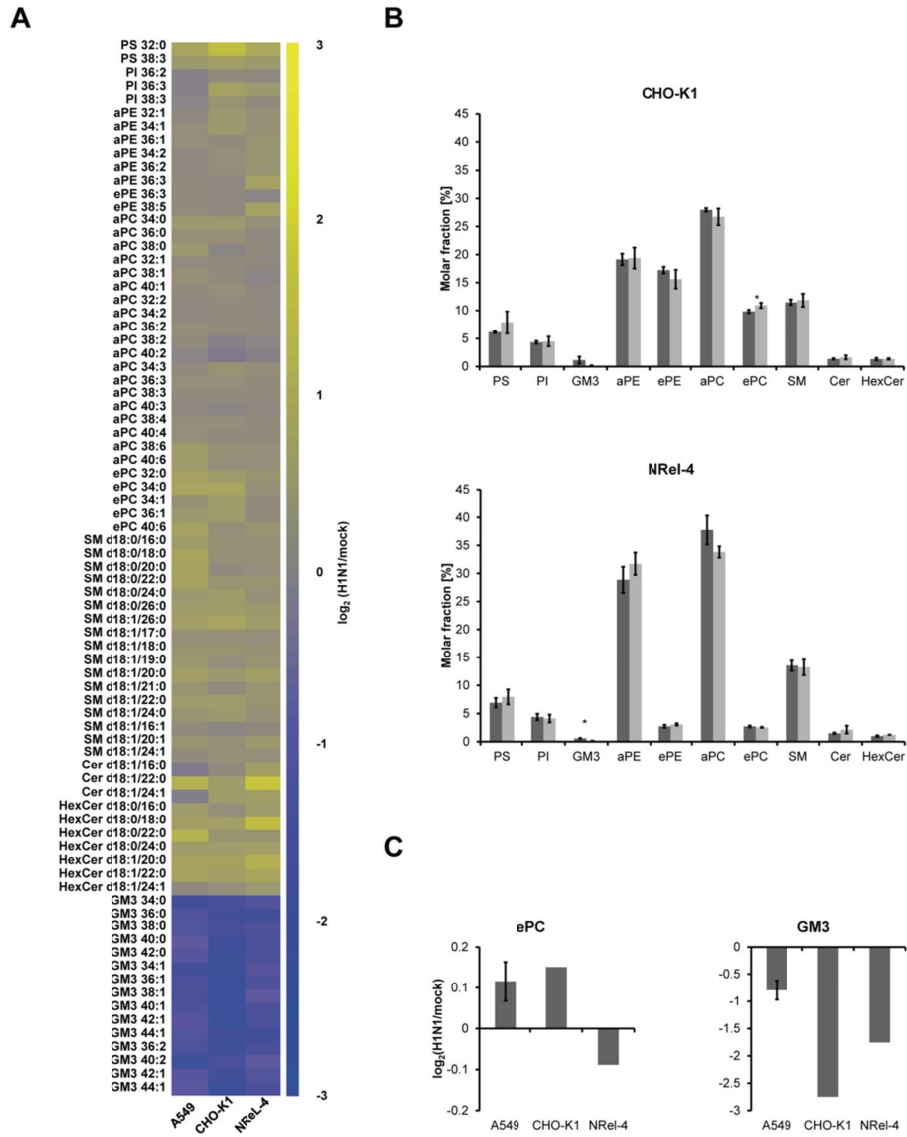 A
PS 32:0
PS 38:3
PI 36:2
PI 36:3
PI 38:3
aPE 32:1
aPE 34:1
aPE 36:1
aPE 34:2
aPE 36:2
aPE 36:3
ePE 36:3
ePE 38:5
aPC 34:0
aPC 36:0
aPC 38:0
aPC 32:1
aPC 38:1
aPC 40:1
aPC 32:2
aPC 34:2
aPC 36:2
aPC 38:2
aPC 40:2
aPC 34:3
aPC 36:3
aPC 38:3
aPC 40:3
aPC 38:4
aPC 40:4
aPC 38:6
aPC 40:6
ePC 32:0
ePC 34:0
ePC 34:1
ePC 36:1
ePC 40:6
SM d18:0/16:0
SM d18:0/18:0
SM d18:0/20:0
SM d18:0/22:0
SM d18:0/24:0
SM d18:0/26:0
SM d18:1/26:0
SM d18:1/17:0
SM d18:1/18:0
SM d18:1/19:0
SM d18:1/20:0
SM d18:1/21:0
SM d18:1/22:0
SM d18:1/24:0
SM d18:1/16:1
SM d18:1/20:1
SM d18:1/24:1
Cer d18:1/16:0
Cer d18:1/22:0
Cer d18:1/24:1
HexCer d18:0/16:0
HexCer d18:0/18:0
HexCer d18:0/22:0
HexCer d18:0/24:0
HexCer d18:1/20:0
HexCer d18:1/22:0
HexCer d18:1/24:1
GM3 34:0
GM3 36:0
GM3 38:0
GM3 40:0
GM3 42:0
GM3 34:1
GM3 36:1
GM3 38:1
GM3 40:1
GM3 42:1
GM3 44:1
GM3 36:2
GM3 40:2
GM3 42:1
GM3 44:1
A549
CHO-K1
NReL-4
3
2
1
0
-1
-2
-3
log2 (H1N1/mock)
B
CHO-K1
Molar fraction [%]
45
40
35
30
25
20
15
10
5
0
*
PS PI GM3 aPE ePE aPC ePC SM Cer HexCer
NRel-4
Molar fraction [%]
45
40
35
30
25
20
15
10
5
0
*
PS PI GM3 aPE ePE aPC ePC SM Cer HexCer
C
ePC
log2(H1N1/mock)
0.2
0.1
0
-0.1
-0.2
A549 CHO-K1 NRel-4
GM3
0
-0.5
-1
-1.5
-2
-2.5
-3
A549 CHO-K1 NRel-4